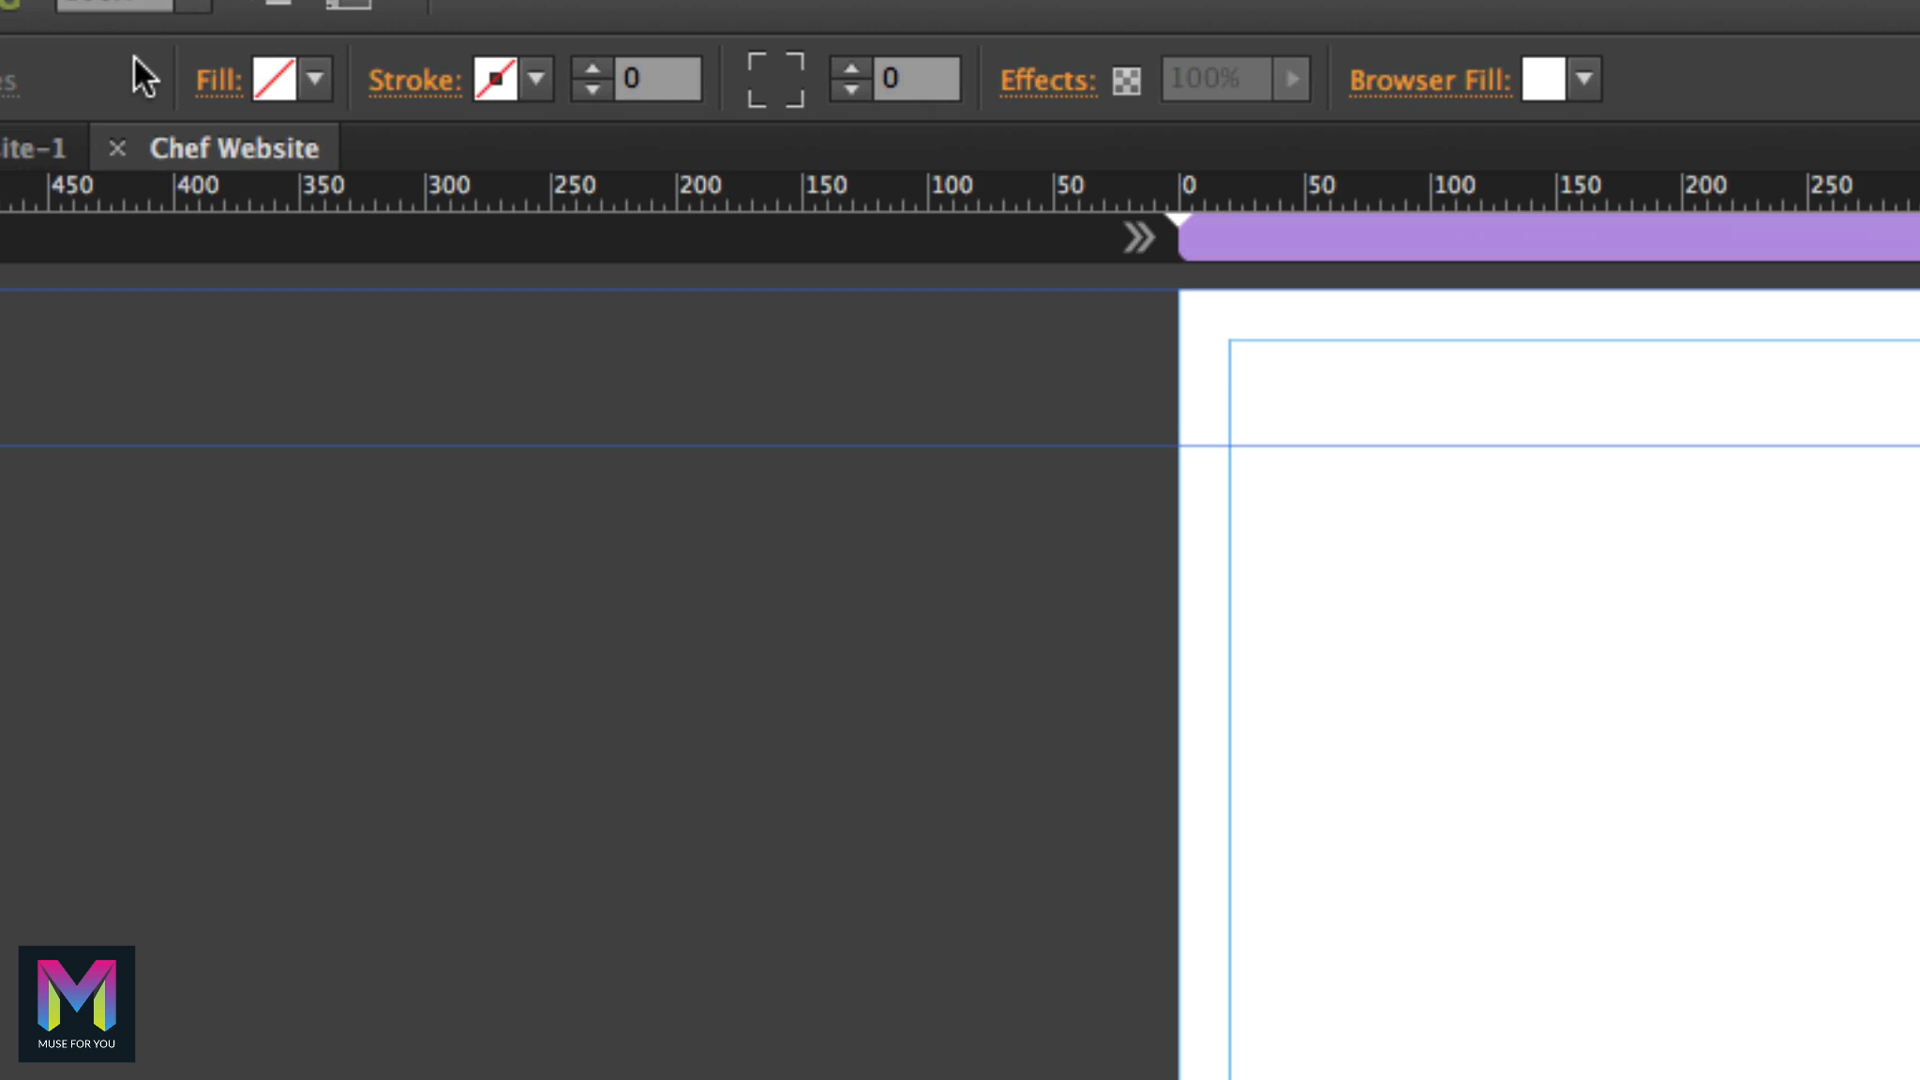 Fill: Stroke: 0 0 Effects: 100% Browser Fill:
ite-1 × Chef Website
450 400 350 300 250 200 150 100 50 0 50 100 150 200 250
MUSE FOR YOU